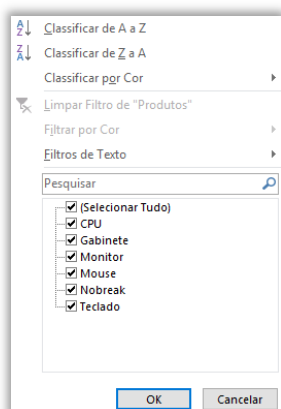 Classificar de A a Z
Classificar de Z a A
Classificar por Cor
Limpar Filtro de "Produtos"
Filtrar por Cor
Filtros de Texto
Pesquisar
(Selecionar Tudo)
CPU
Gabinete
Monitor
Mouse
Nobreak
Teclado
OK Cancelar